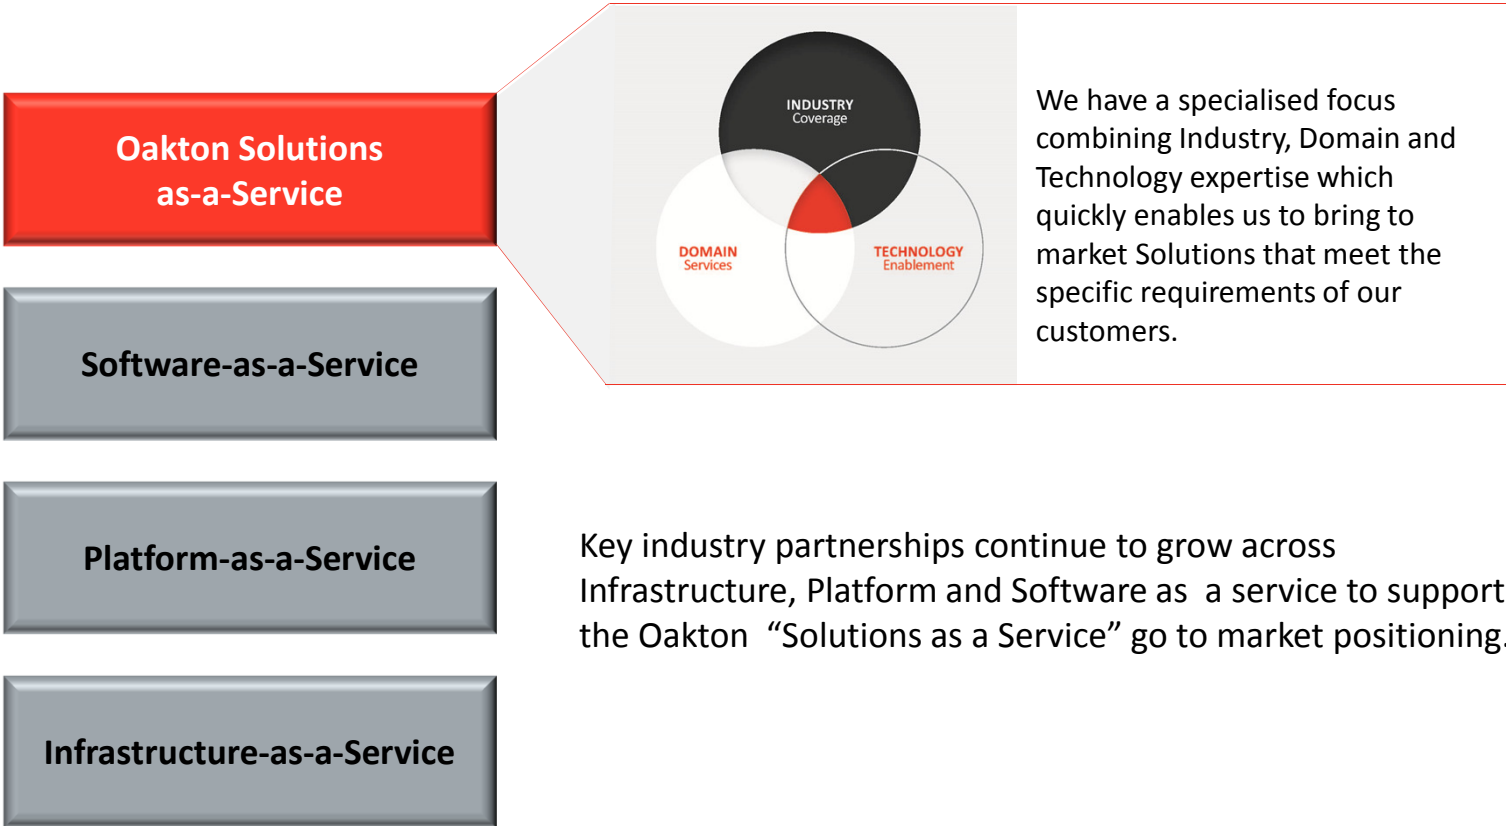 Oakton Solutions
as-a-Service
Software-as-a-Service
Platform-as-a-Service
Infrastructure-as-a-Service
INDUSTRY
Coverage
DOMAIN
Services
TECHNOLOGY
Enablement
We have a specialised focus
combining Industry, Domain and
Technology expertise which
quickly enables us to bring to
market Solutions that meet the
specific requirements of our
customers.
Key industry partnerships continue to grow across
Infrastructure, Platform and Software as  a service to support
the Oakton  “Solutions as a Service” go to market positioning.